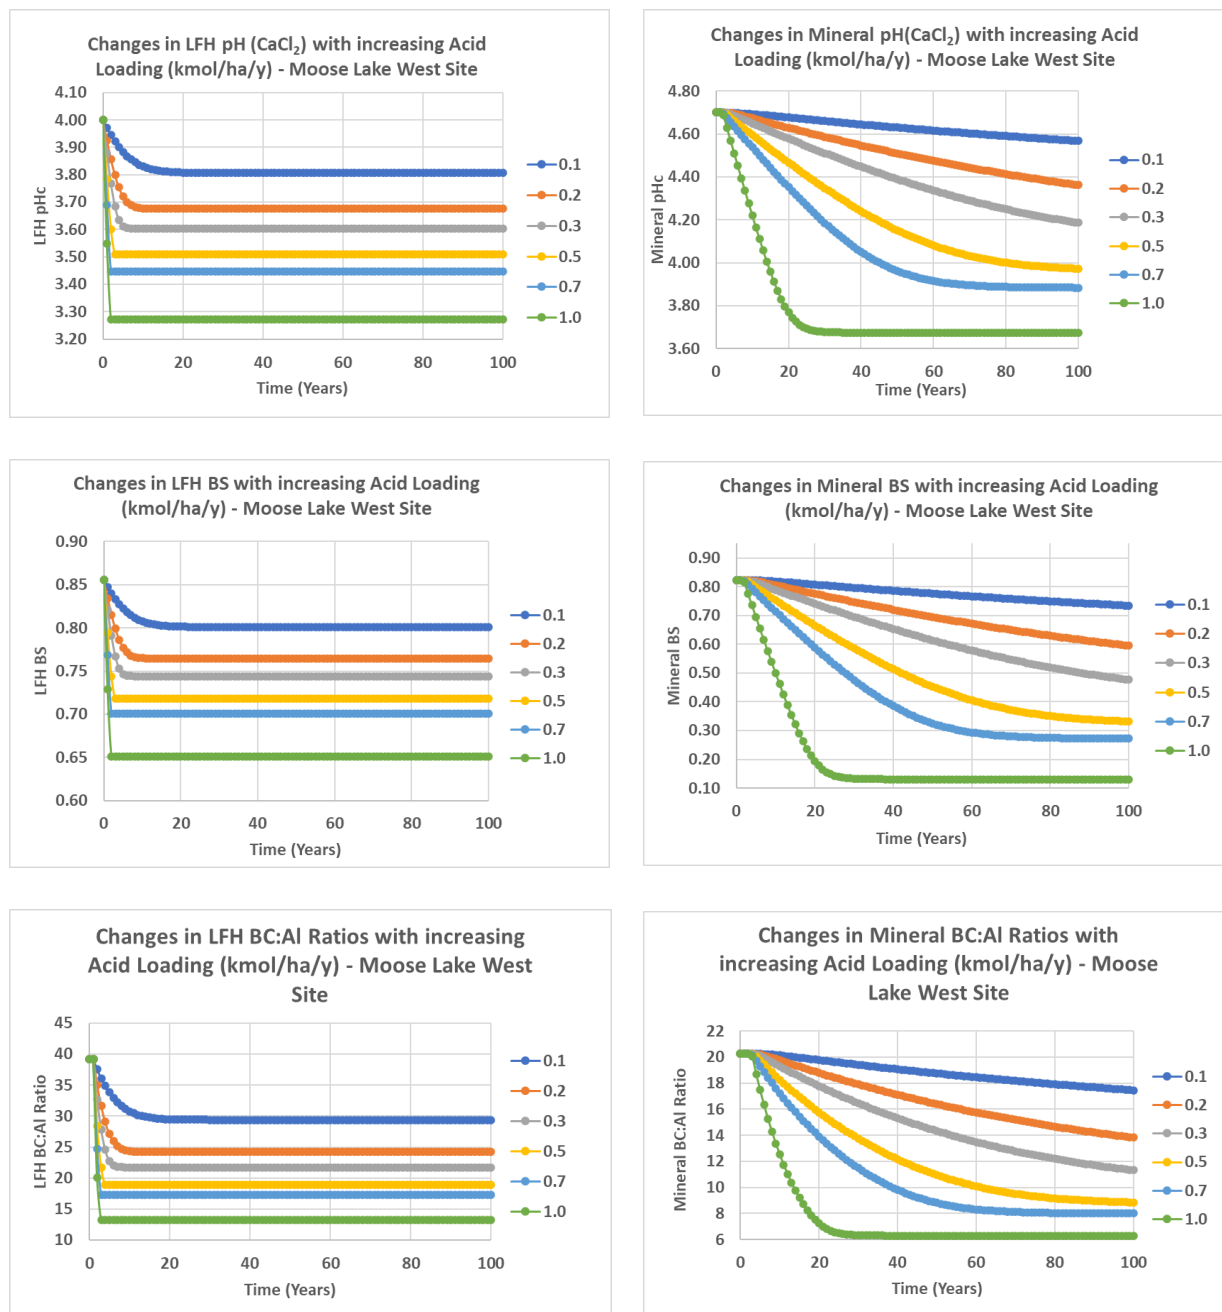 Changes in LFH pH (CaCl₂) with increasing Acid
Loading (kmol/ha/y) - Moose Lake West Site
4.10
4.00
3.90
3.80
3.70
3.60
3.50
3.40
3.30
3.20
LFH pHc
0 20 40 60 80 100
Time (Years)
0.1
0.2
0.3
0.5
0.7
1.0
Changes in Mineral pH(CaCl₂) with increasing Acid
Loading (kmol/ha/y) - Moose Lake West Site
4.80
4.60
4.40
4.20
4.00
3.80
3.60
Mineral pHc
0 20 40 60 80 100
Time (Years)
0.1
0.2
0.3
0.5
0.7
1.0
Changes in LFH BS with increasing Acid Loading
(kmol/ha/y) - Moose Lake West Site
0.90
0.85
0.80
0.75
0.70
0.65
0.60
LFH BS
0 20 40 60 80 100
Time (Years)
0.1
0.2
0.3
0.5
0.7
1.0
Changes in Mineral BS with increasing Acid Loading
(kmol/ha/y) - Moose Lake West Site
0.90
0.80
0.70
0.60
0.50
0.40
0.30
0.20
0.10
Mineral BS
0 20 40 60 80 100
Time (Years)
0.1
0.2
0.3
0.5
0.7
1.0
Changes in LFH BC:Al Ratios with increasing
Acid Loading (kmol/ha/y) - Moose Lake West
Site
45
40
35
30
25
20
15
10
LFH BC:Al Ratio
0 20 40 60 80 100
Time (Years)
0.1
0.2
0.3
0.5
0.7
1.0
Changes in Mineral BC:Al Ratios with
increasing Acid Loading (kmol/ha/y) - Moose
Lake West Site
22
20
18
16
14
12
10
8
6
Mineral BC:Al Ratio
0 20 40 60 80 100
Time (Years)
0.1
0.2
0.3
0.5
0.7
1.0